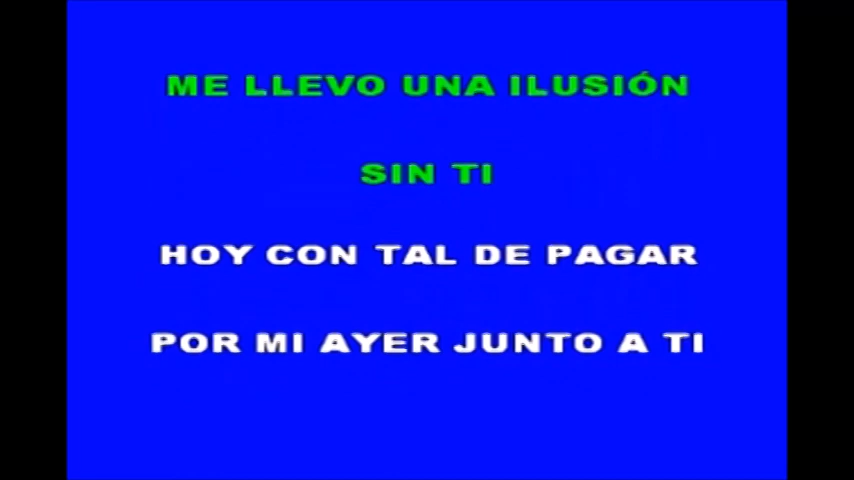 ME LLEVO UNA ILUSIÓN
SIN TI
HOY CON TAL DE PAGAR
POR MI AYER JUNTO A TI